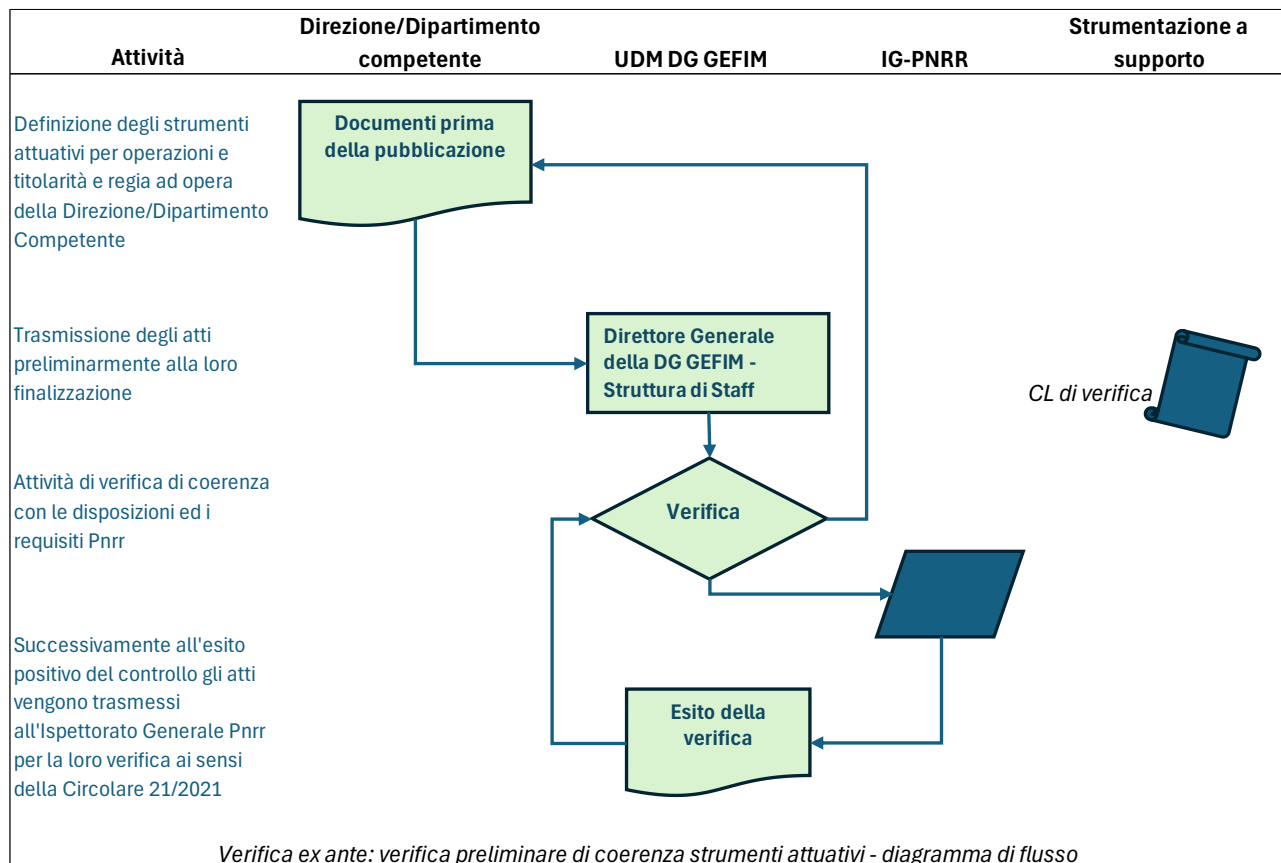 Attività
Direzione/Dipartimento
competente
UDM DG GEFIM
IG-PNRR
Strumentazione a
supporto
Definizione degli strumenti
attuativi per operazioni e
titolarità e regia ad opera
della Direzione/Dipartimento
Competente
Documenti prima
della pubblicazione
Trasmissione degli atti
preliminarmente alla loro
finalizzazione
Direttore Generale
della DG GEFIM -
Struttura di Staff
CL di verifica
Attività di verifica di coerenza
con le disposizioni ed i
requisiti Pnrr
Verifica
Successivamente all'esito
positivo del controllo gli atti
vengono trasmessi
all'Ispettorato Generale Pnrr
per la loro verifica ai sensi
della Circolare 21/2021
Esito della
verifica
Verifica ex ante: verifica preliminare di coerenza strumenti attuativi - diagramma di flusso